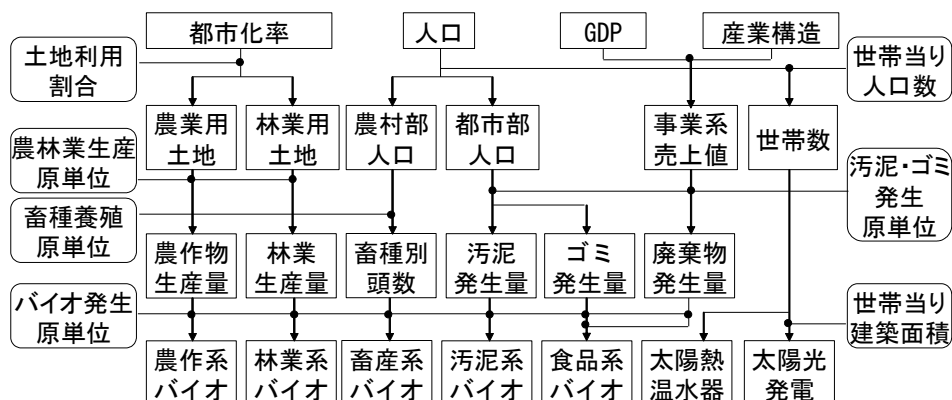 都市化率
人口
GDP
産業構造
土地利用
割合
世帯当り
人口数
農業用
土地
林業用
土地
農村部
人口
都市部
人口
事業系
売上値
世帯数
農林業生産
原単位
汚泥・ゴミ
発生
原単位
畜種養殖
原単位
農作物
生産量
林業
生産量
畜種別
頭数
汚泥
発生量
ゴミ
発生量
廃棄物
発生量
バイオ発生
原単位
世帯当り
建築面積
農作系
バイオ
林業系
バイオ
畜産系
バイオ
汚泥系
バイオ
食品系
バイオ
太陽熱
温水器
太陽光
発電